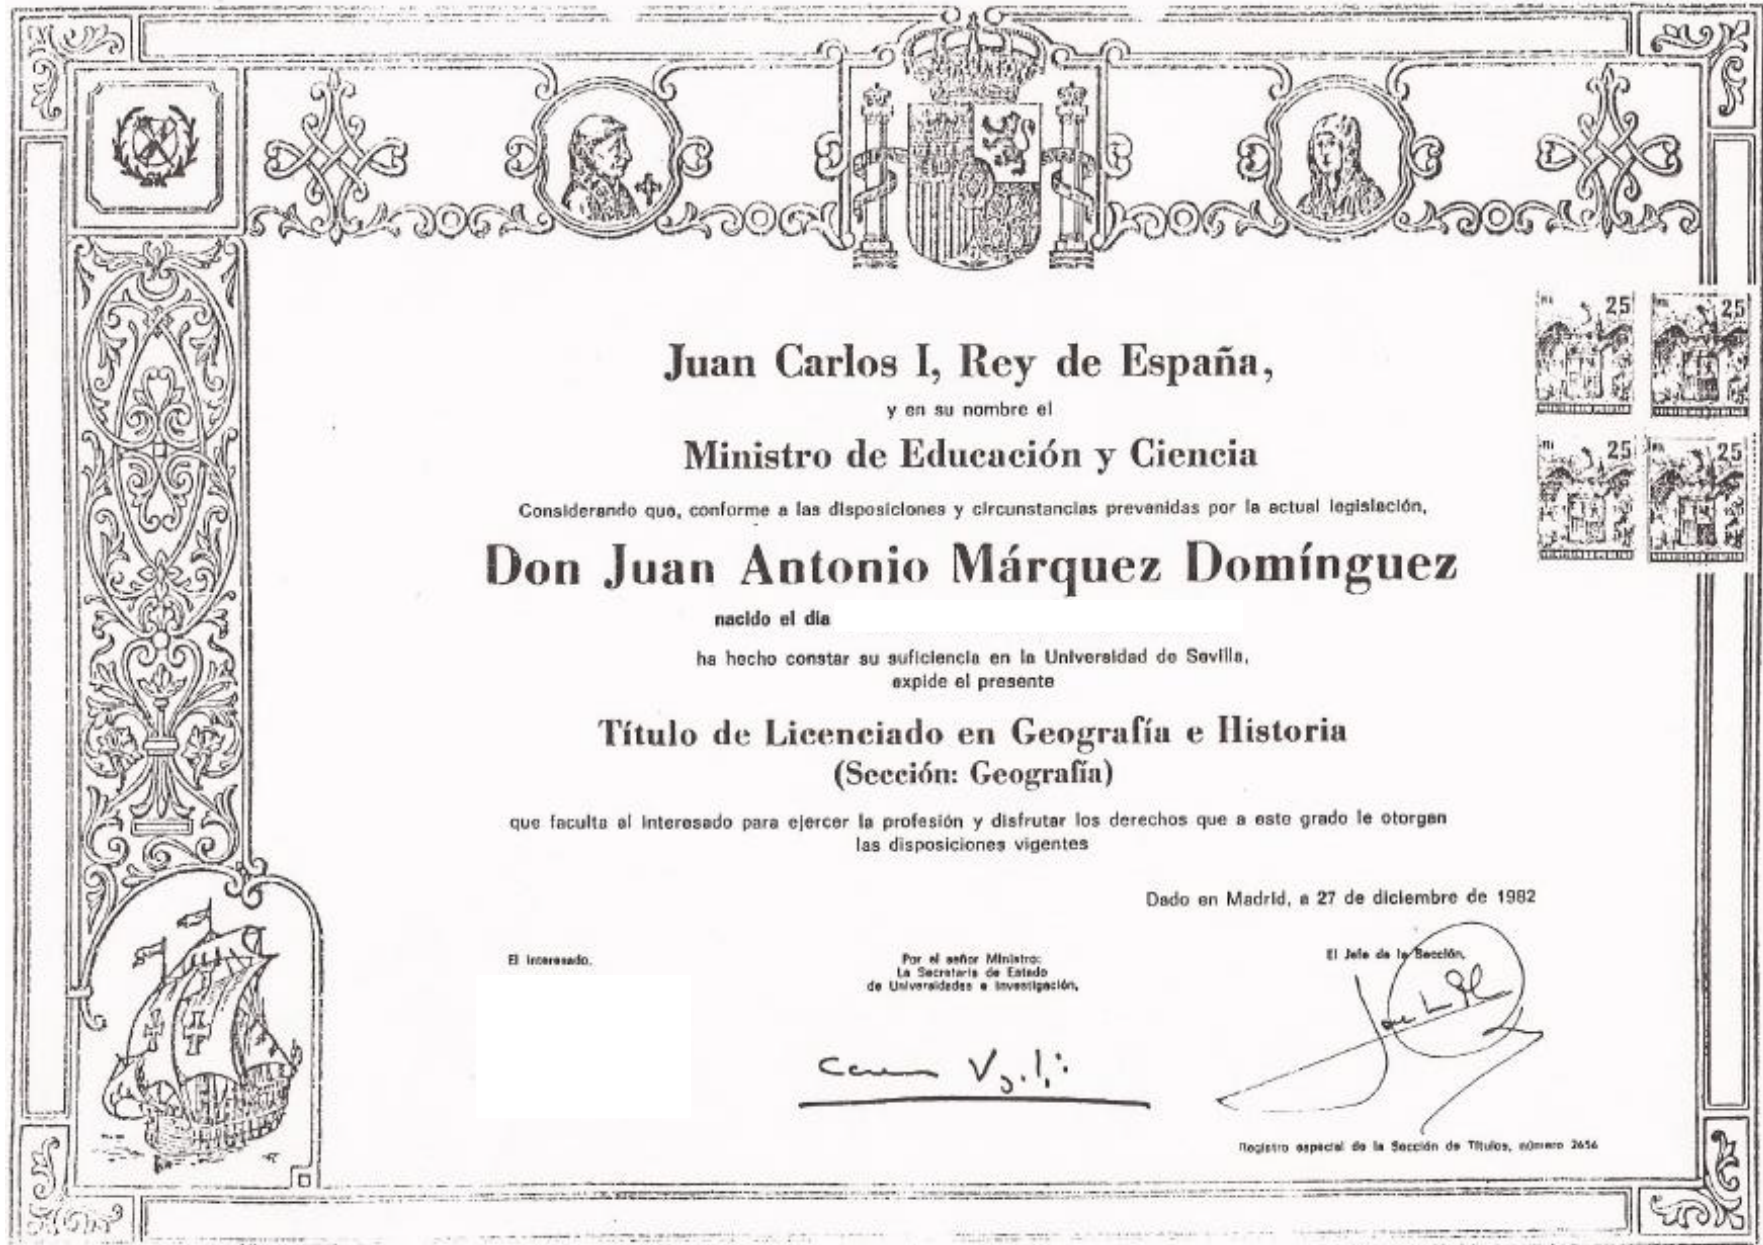 25 25
25 25
Juan Carlos I, Rey de España,
y en su nombre el
Ministro de Educación y Ciencia
Considerando que, conforme a las disposiciones y circunstancias prevenidas por la actual legislación,
Don Juan Antonio Márquez Domínguez
nacido el día
ha hecho constar su suficiencia en la Universidad de Sevilla,
expide el presente
Título de Licenciado en Geografía e Historia
(Sección: Geografía)
que faculta al interesado para ejercer la profesión y disfrutar los derechos que a este grado le otorgan
las disposiciones vigentes
Dado en Madrid, a 27 de diciembre de 1982
El interesado,
Por el señor Ministro:
La Secretaria de Estado
de Universidades e Investigación,
El Jefe de la Sección,
Registro especial de la Sección de Títulos, número 2656